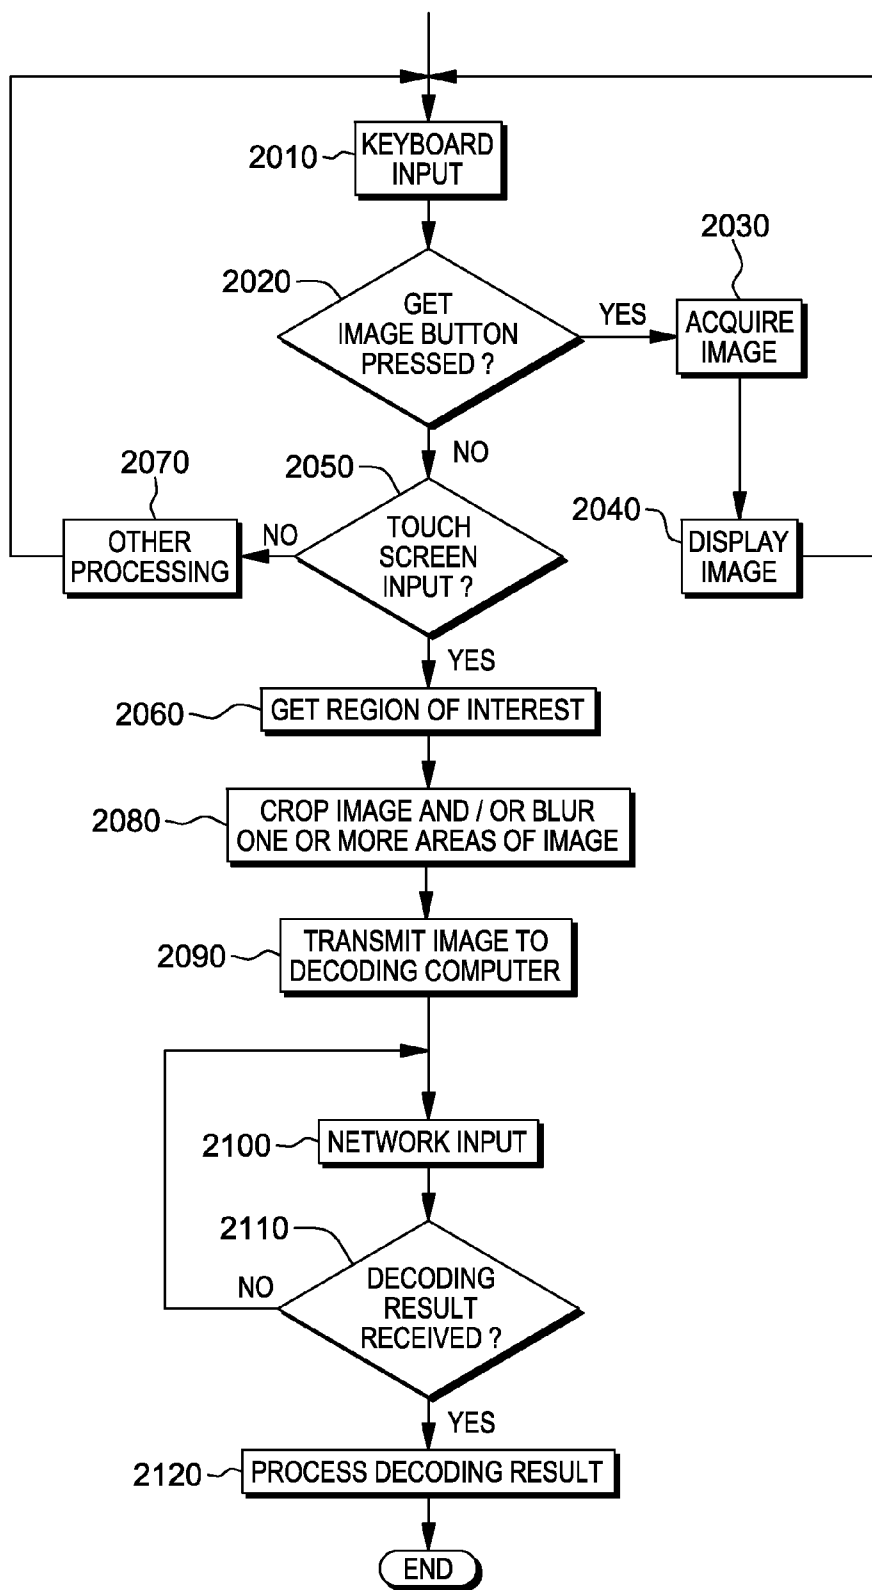 2010
KEYBOARD
INPUT
2020
GET
IMAGE BUTTON
PRESSED ?
YES
2030
ACQUIRE
IMAGE
NO
2040
DISPLAY
IMAGE
2050
TOUCH
SCREEN
INPUT ?
NO
2070
OTHER
PROCESSING
YES
2060
GET REGION OF INTEREST
2080
CROP IMAGE AND / OR BLUR
ONE OR MORE AREAS OF IMAGE
2090
TRANSMIT IMAGE TO
DECODING COMPUTER
2100
NETWORK INPUT
2110
DECODING
RESULT
RECEIVED ?
NO
YES
2120
PROCESS DECODING RESULT
END